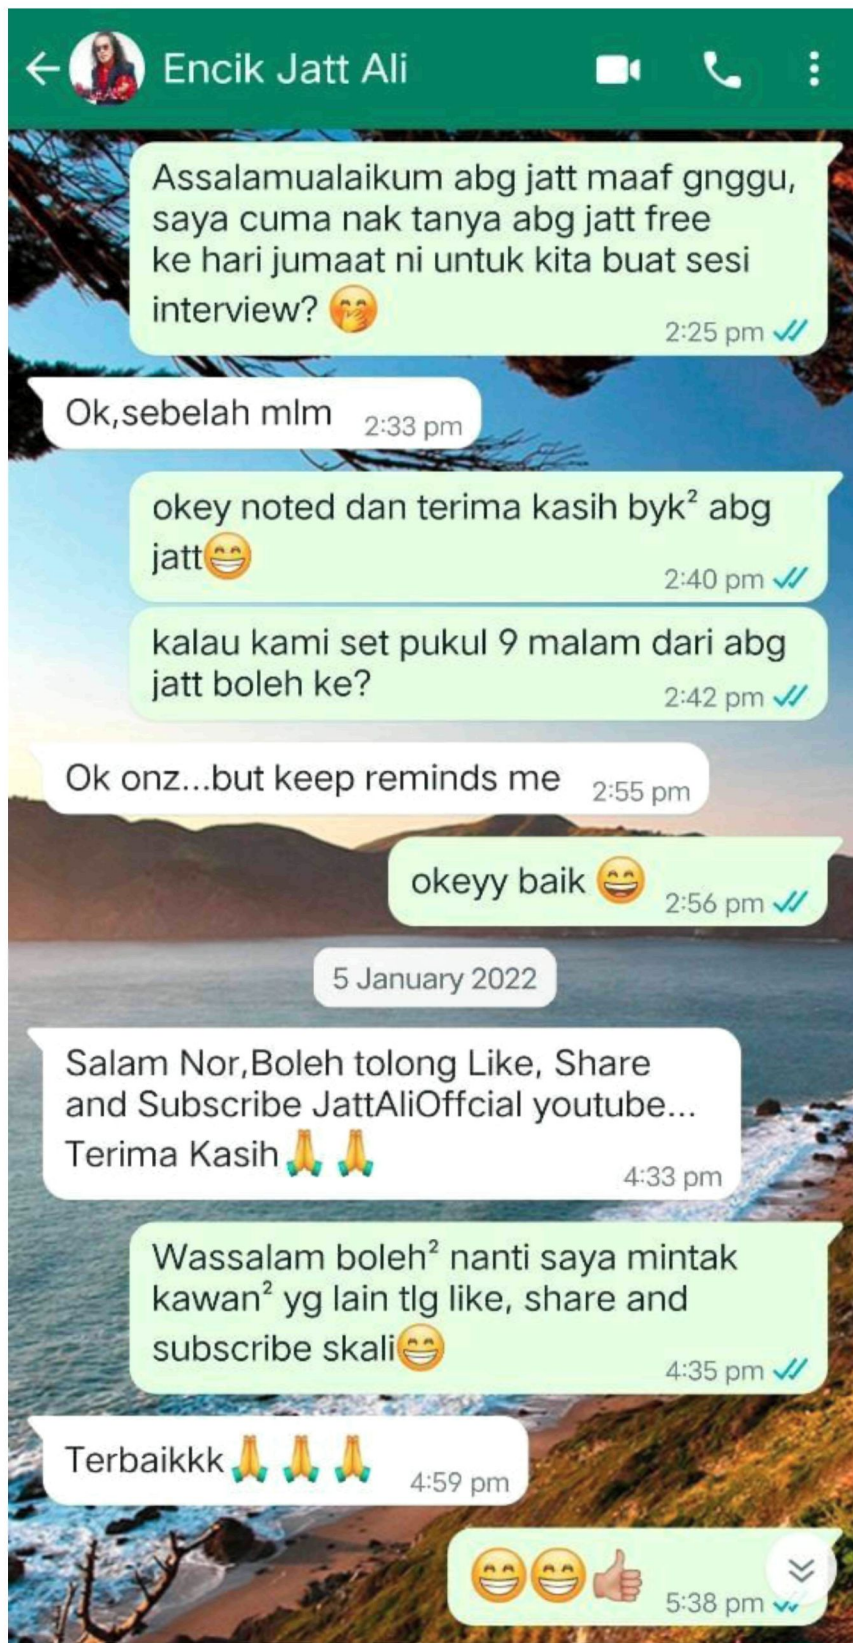 Encik Jatt Ali
Assalamualaikum abg jatt maaf gnggu,
saya cuma nak tanya abg jatt free
ke hari jumaat ni untuk kita buat sesi
interview? 🤭
2:25 pm
Ok,sebelah mlm 2:33 pm
okey noted dan terima kasih byk² abg
jatt😁
2:40 pm
kalau kami set pukul 9 malam dari abg
jatt boleh ke?
2:42 pm
Ok onz...but keep reminds me 2:55 pm
okeyy baik 😄 2:56 pm
5 January 2022
Salam Nor,Boleh tolong Like, Share
and Subscribe JattAliOffcial youtube...
Terima Kasih🙏🙏
4:33 pm
Wassalam boleh² nanti saya mintak
kawan² yg lain tlg like, share and
subscribe skali😁
4:35 pm
Terbaikkk🙏🙏🙏 4:59 pm
😁😁👍🏼 5:38 pm